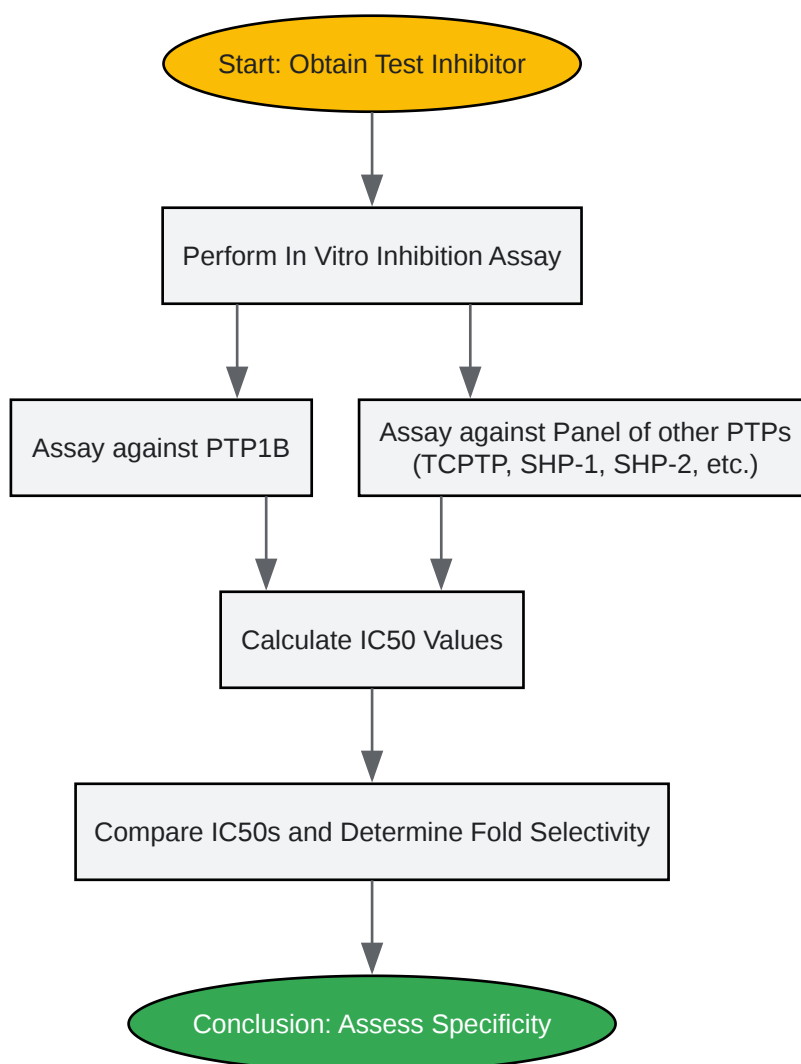 Start: Obtain Test Inhibitor
Perform In Vitro Inhibition Assay
Assay against PTP1B
Assay against Panel of other PTPs
(TCPTP, SHP-1, SHP-2, etc.)
Calculate IC50 Values
Compare IC50s and Determine Fold Selectivity
Conclusion: Assess Specificity